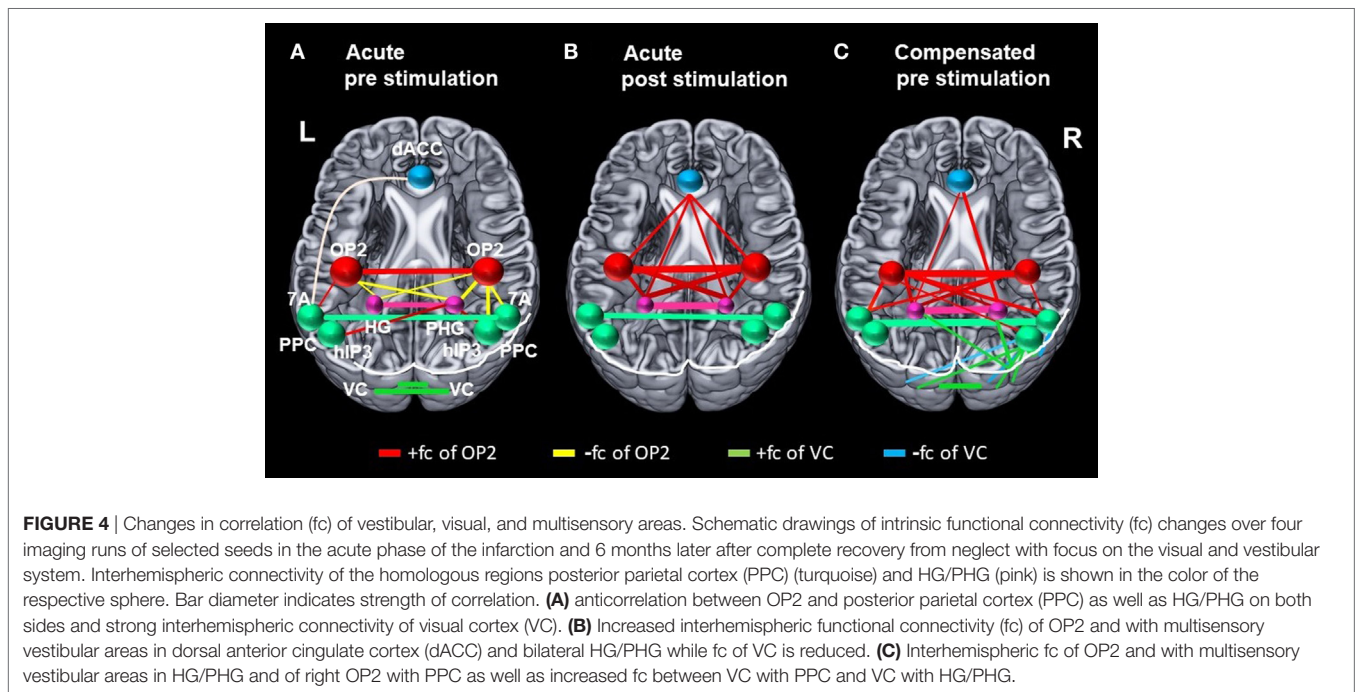 A Acute
pre stimulation
B Acute
post stimulation
C Compensated
pre stimulation
L
R
dACC
OP2 OP2
7A 7A
HG PHG
PPC hIP3 hIP3 PPC
VC VC
+fc of OP2 -fc of OP2 +fc of VC -fc of VC
FIGURE 4 | Changes in correlation (fc) of vestibular, visual, and multisensory areas. Schematic drawings of intrinsic functional connectivity (fc) changes over four
imaging runs of selected seeds in the acute phase of the infarction and 6 months later after complete recovery from neglect with focus on the visual and vestibular
system. Interhemispheric connectivity of the homologous regions posterior parietal cortex (PPC) (turquoise) and HG/PHG (pink) is shown in the color of the
respective sphere. Bar diameter indicates strength of correlation. (A) anticorrelation between OP2 and posterior parietal cortex (PPC) as well as HG/PHG on both
sides and strong interhemispheric connectivity of visual cortex (VC). (B) Increased interhemispheric functional connectivity (fc) of OP2 and with multisensory
vestibular areas in dorsal anterior cingulate cortex (dACC) and bilateral HG/PHG while fc of VC is reduced. (C) Interhemispheric fc of OP2 and with multisensory
vestibular areas in HG/PHG and of right OP2 with PPC as well as increased fc between VC with PPC and VC with HG/PHG.